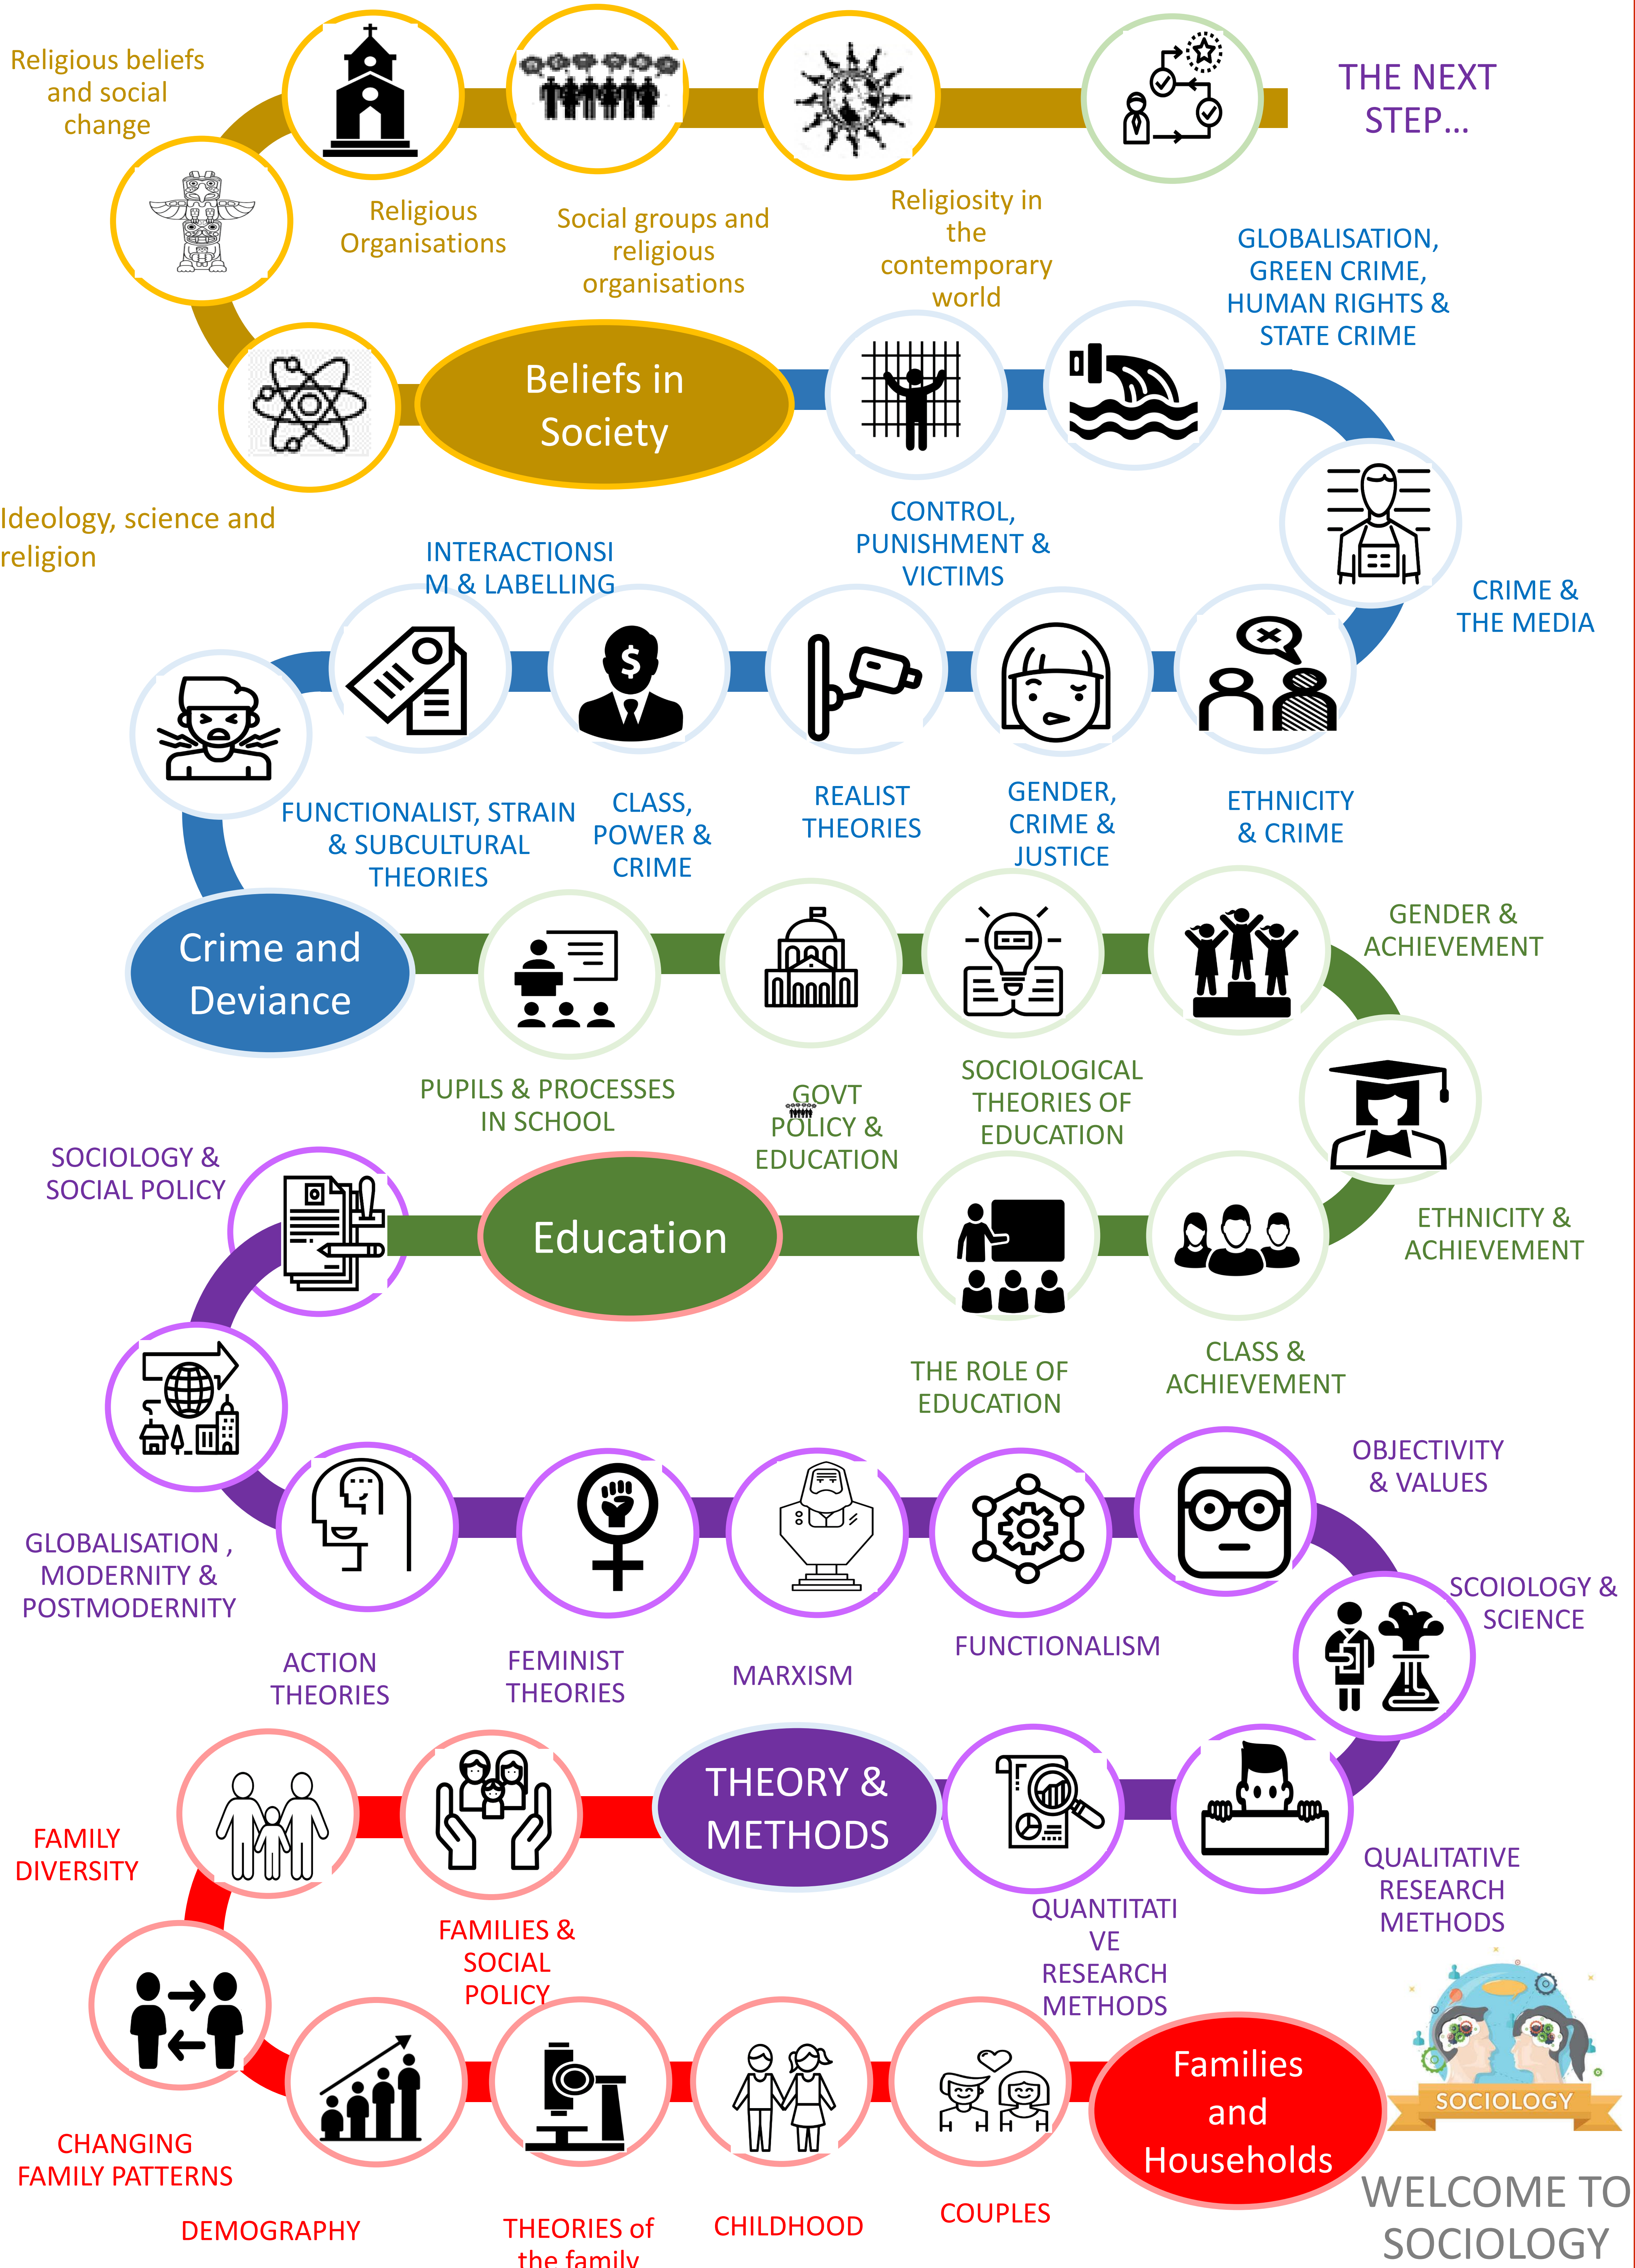 Religious beliefs
and social
change
THE NEXT
STEP...
Religious
Organisations
Social groups and
religious
organisations
Religiosity in
the
contemporary
world
GLOBALISATION,
GREEN CRIME,
HUMAN RIGHTS &
STATE CRIME
Beliefs in
Society
Ideology, science and
religion
INTERACTIONSI
M & LABELLING
CONTROL,
PUNISHMENT &
VICTIMS
CRIME &
THE MEDIA
$
FUNCTIONALIST, STRAIN
& SUBCULTURAL
THEORIES
CLASS,
POWER &
CRIME
REALIST
THEORIES
GENDER,
CRIME &
JUSTICE
ETHNICITY
& CRIME
Crime and
Deviance
GENDER &
ACHIEVEMENT
PUPILS & PROCESSES
IN SCHOOL
GOVT
POLICY &
EDUCATION
SOCIOLOGICAL
THEORIES OF
EDUCATION
SOCIOLOGY &
SOCIAL POLICY
Education
ETHNICITY &
ACHIEVEMENT
THE ROLE OF
EDUCATION
CLASS &
ACHIEVEMENT
OBJECTIVITY
& VALUES
GLOBALISATION ,
MODERNITY &
POSTMODERNITY
SCOIOLOGY &
SCIENCE
ACTION
THEORIES
FEMINIST
THEORIES
MARXISM
FUNCTIONALISM
THEORY &
METHODS
FAMILY
DIVERSITY
QUALITATIVE
RESEARCH
METHODS
FAMILIES &
SOCIAL
POLICY
QUANTITATI
VE
RESEARCH
METHODS
Families
and
Households
SOCIOLOGY
CHANGING
FAMILY PATTERNS
DEMOGRAPHY
THEORIES of
the family
CHILDHOOD
COUPLES
WELCOME TO
SOCIOLOGY